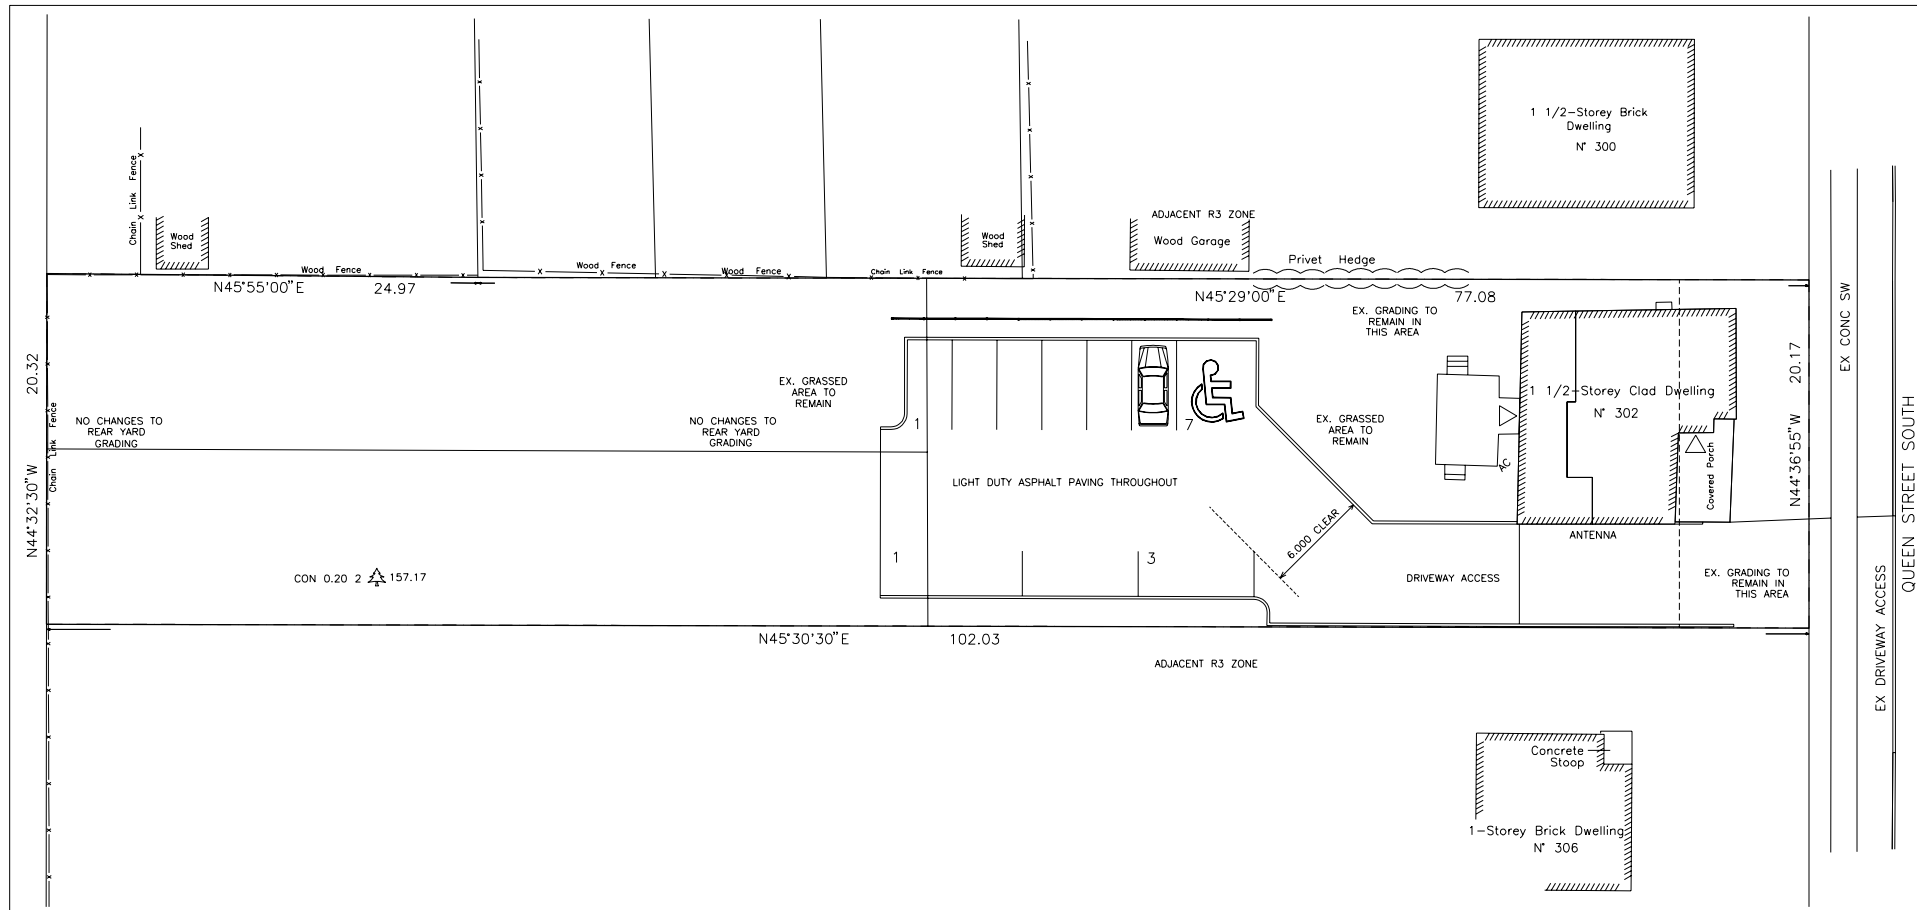 1 1/2-Storey Brick
Dwelling
N° 300
Chain Link Fence
Wood
Shed
Wood
Shed
ADJACENT R3 ZONE
Wood Garage
Privet Hedge
Wood Fence
Wood Fence
Wood Fence
Chain Link Fence
N45°55'00"E 24.97
N45°29'00"E 77.08
EX. GRADING TO
REMAIN IN
THIS AREA
EX CONC SW
20.32
N44°32'30"W
Chain Link Fence
20.17
N44°36'55"W
EX. GRASSED
AREA TO
REMAIN
NO CHANGES TO
REAR YARD
GRADING
NO CHANGES TO
REAR YARD
GRADING
1
7
EX. GRASSED
AREA TO
REMAIN
1 1/2-Storey Clad Dwelling
N° 302
AC
Covered Porch
QUEEN STREET SOUTH
LIGHT DUTY ASPHALT PAVING THROUGHOUT
6.000 CLEAR
ANTENNA
1
3
CON 0.20 2 157.17
DRIVEWAY ACCESS
EX. GRADING TO
REMAIN IN
THIS AREA
EX DRIVEWAY ACCESS
N45°30'30"E 102.03
ADJACENT R3 ZONE
Concrete
Stoop
1-Storey Brick Dwelling
N° 306